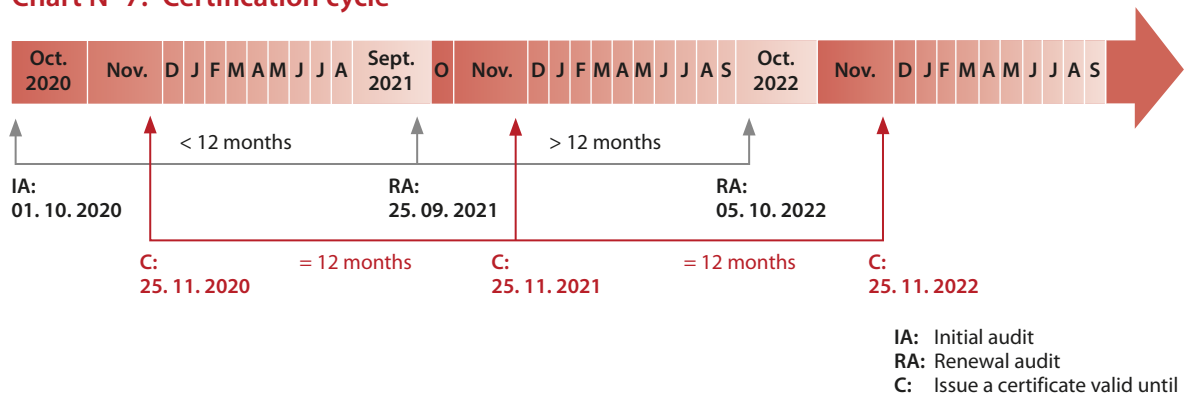 Chart N° 7: Certification cycle
Oct. 2020 Nov. D J F M A M J J A Sept. 2021 O Nov. D J F M A M J J A S Oct. 2022 Nov. D J F M A M J J A S
< 12 months > 12 months
IA: RA: RA:
01. 10. 2020 25. 09. 2021 05. 10. 2022
C: = 12 months C: = 12 months C:
25. 11. 2020 25. 11. 2021 25. 11. 2022
IA: Initial audit
RA: Renewal audit
C: Issue a certificate valid until